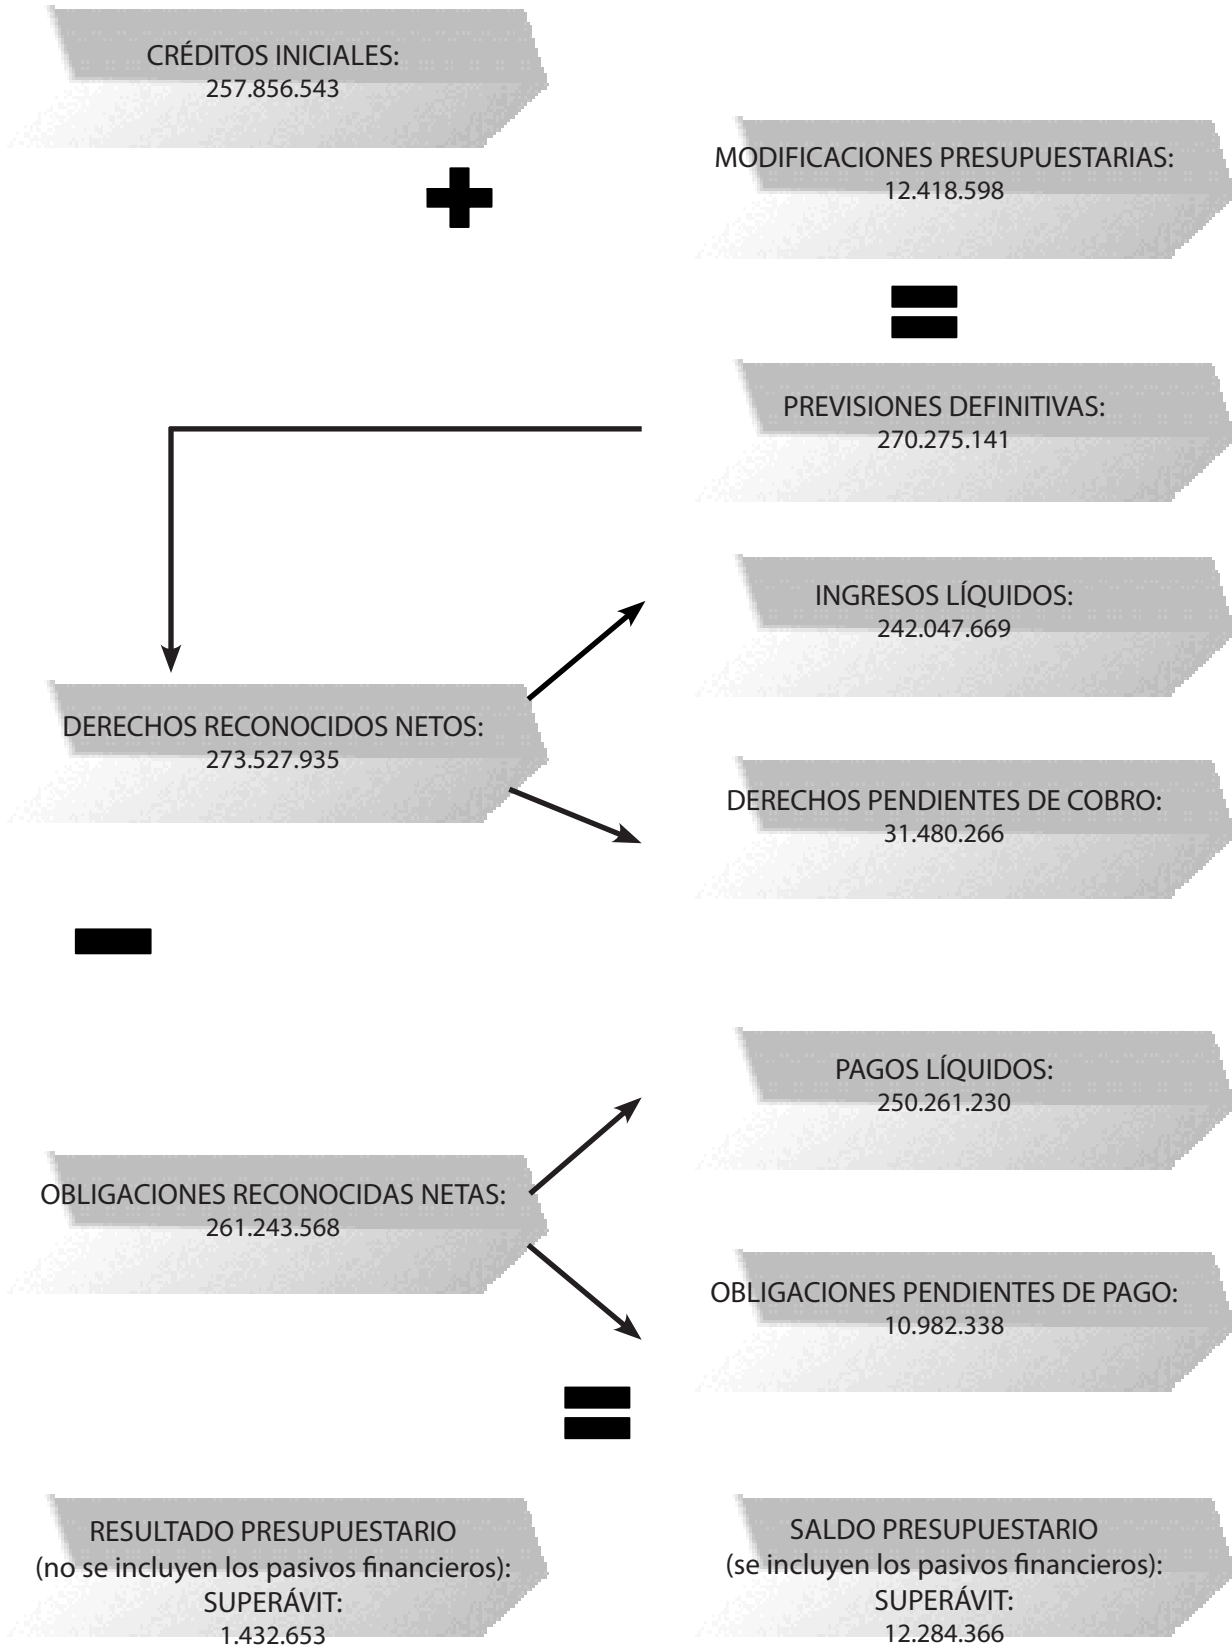 CRÉDITOS INICIALES:
257.856.543
MODIFICACIONES PRESUPUESTARIAS:
12.418.598
PREVISIONES DEFINITIVAS:
270.275.141
INGRESOS LÍQUIDOS:
242.047.669
DERECHOS RECONOCIDOS NETOS:
273.527.935
DERECHOS PENDIENTES DE COBRO:
31.480.266
PAGOS LÍQUIDOS:
250.261.230
OBLIGACIONES RECONOCIDAS NETAS:
261.243.568
OBLIGACIONES PENDIENTES DE PAGO:
10.982.338
RESULTADO PRESUPUESTARIO
(no se incluyen los pasivos financieros):
SUPERÁVIT:
1.432.653
SALDO PRESUPUESTARIO
(se incluyen los pasivos financieros):
SUPERÁVIT:
12.284.366